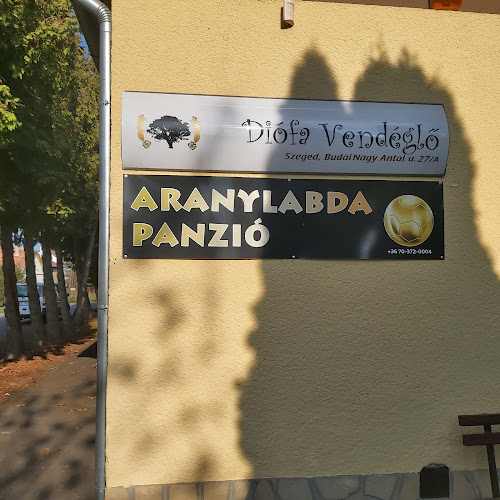 Diófa Vendéglő
Szeged, Budai Nagy Antal u. 27/A
ARANYLABDA
PANZIÓ
+36 70-372-0004